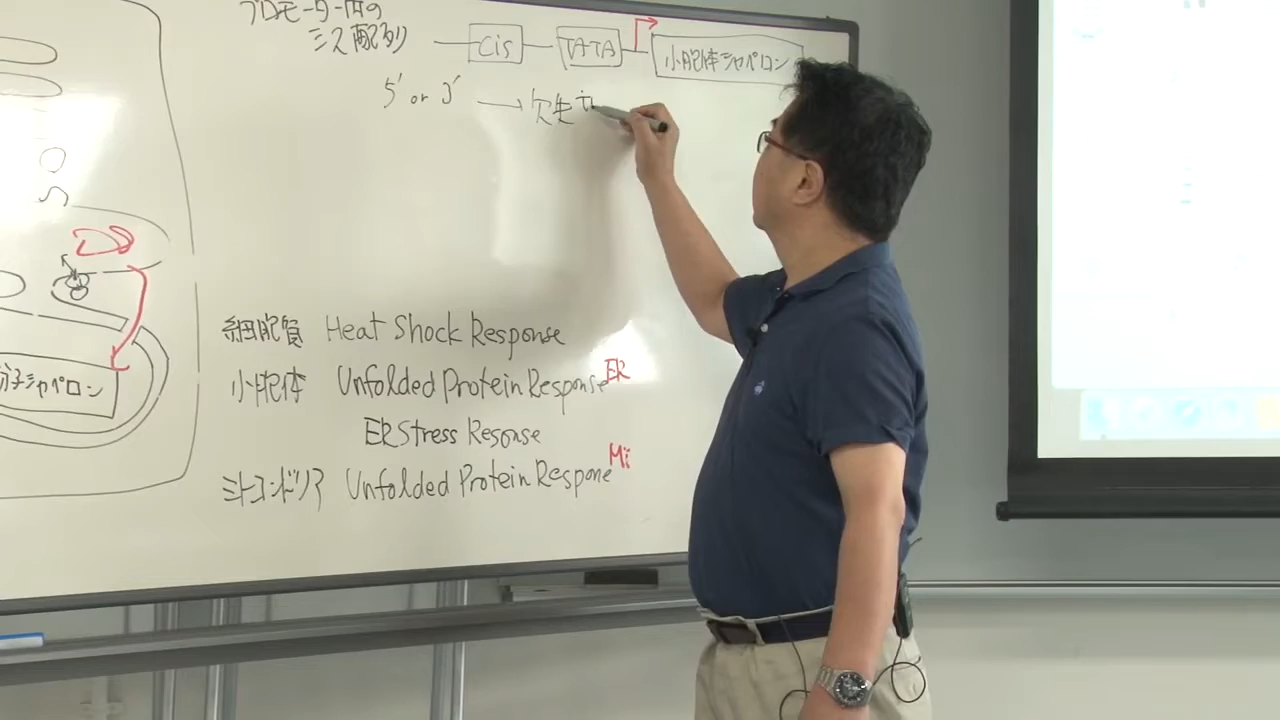 プロモーター内の
シス配列
Cis TATA 小胞体シャペロン
5' or 3' → 欠失
分子シャペロン
細胞質 Heat Shock Response
小胞体 Unfolded Protein Response ER
ER Stress Resonse
ミトコンドリア Unfolded Protein Respone Mi